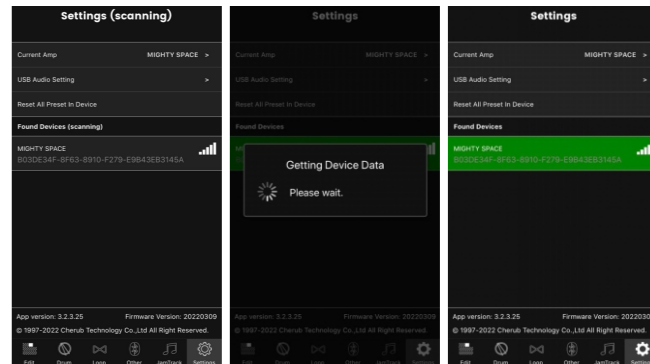 Settings (scanning)
Current Amp MIGHTY SPACE >
USB Audio Setting >
Reset All Preset In Device
Found Devices (scanning)
MIGHTY SPACE
B03DE34F-8F63-8910-F279-E9B43EB3145A
App version: 3.2.3.25 Firmware Version: 20220309
© 1997-2022 Cherub Technology Co.,Ltd All Right Reserved.
Edit Drum Loop Other JamTrack Settings
Settings
Current Amp MIGHTY SPACE >
USB Audio Setting >
Reset All Preset In Device
Found Devices
Getting Device Data
Please wait.
App version: 3.2.3.25 Firmware Version: 20220309
© 1997-2022 Cherub Technology Co.,Ltd All Right Reserved.
Edit Drum Loop Other JamTrack Settings
Settings
Current Amp MIGHTY SPACE >
USB Audio Setting >
Reset All Preset In Device
Found Devices
MIGHTY SPACE
B03DE34F-8F63-8910-F279-E9B43EB3145A
App version: 3.2.3.25 Firmware Version: 2022030
© 1997-2022 Cherub Technology Co.,Ltd All Right Reserved.
Edit Drum Loop Other JamTrack Settings